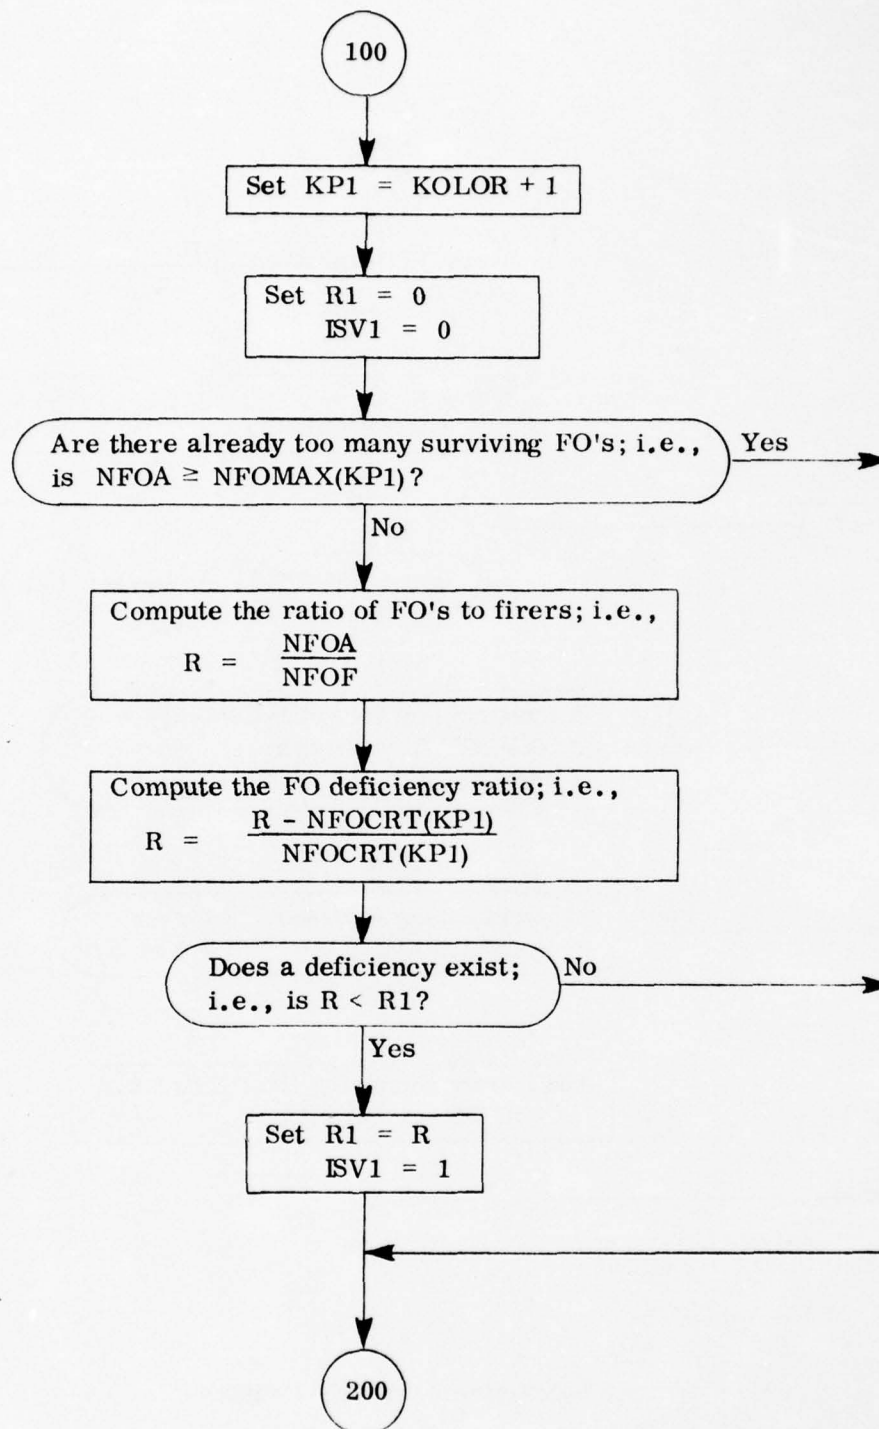 100
Set KP1 = KOLOR + 1
Set R1 = 0
ISV1 = 0
Are there already too many surviving FO's; i.e.,
is NFOA ≥ NFOMAX(KP1)?
Yes
No
Compute the ratio of FO's to firers; i.e.,
R = NFOA
NFOF
Compute the FO deficiency ratio; i.e.,
R = R - NFOCRT(KP1)
NFOCRT(KP1)
Does a deficiency exist;
i.e., is R < R1?
No
Yes
Set R1 = R
ISV1 = 1
200